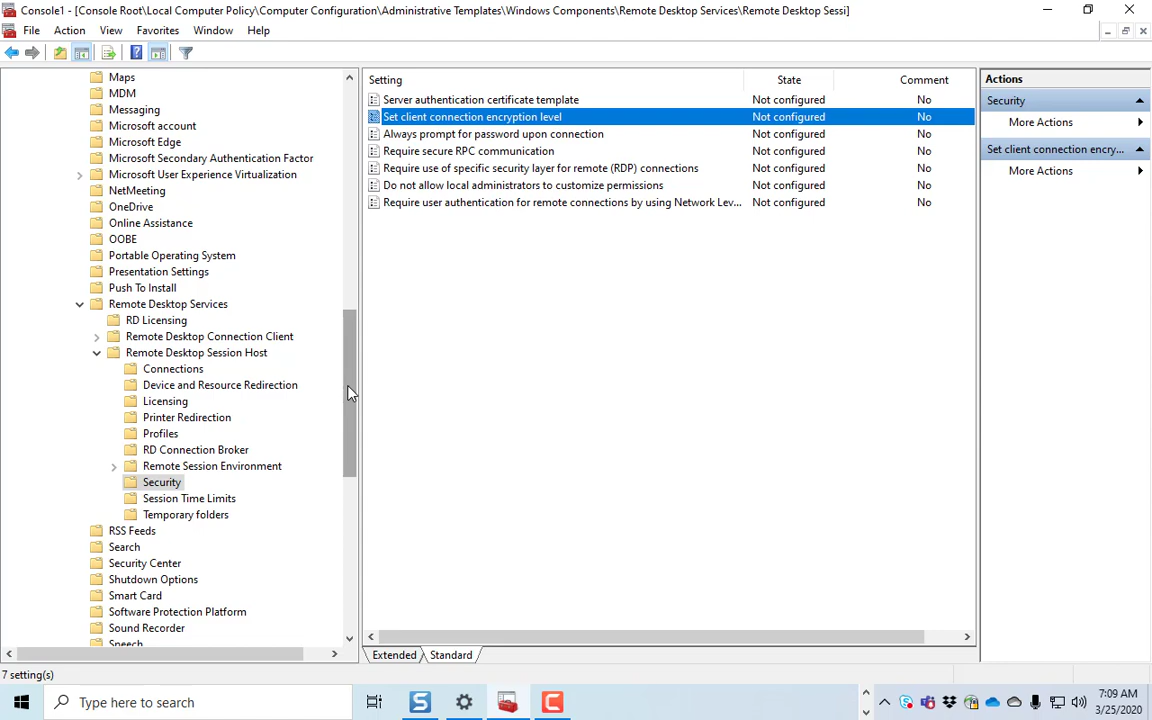 Console1 - [Console Root\Local Computer Policy\Computer Configuration\Administrative Templates\Windows Components\Remote Desktop Services\Remote Desktop Sessi]
File Action View Favorites Window Help
Maps
MDM
Messaging
Microsoft account
Microsoft Edge
Microsoft Secondary Authentication Factor
Microsoft User Experience Virtualization
NetMeeting
OneDrive
Online Assistance
OOBE
Portable Operating System
Presentation Settings
Push To Install
Remote Desktop Services
RD Licensing
Remote Desktop Connection Client
Remote Desktop Session Host
Connections
Device and Resource Redirection
Licensing
Printer Redirection
Profiles
RD Connection Broker
Remote Session Environment
Security
Session Time Limits
Temporary folders
RSS Feeds
Search
Security Center
Shutdown Options
Smart Card
Software Protection Platform
Sound Recorder
Speech
Setting State Comment
Server authentication certificate template Not configured No
Set client connection encryption level Not configured No
Always prompt for password upon connection Not configured No
Require secure RPC communication Not configured No
Require use of specific security layer for remote (RDP) connections Not configured No
Do not allow local administrators to customize permissions Not configured No
Require user authentication for remote connections by using Network Lev... Not configured No
Extended Standard
Actions
Security
More Actions
Set client connection encry...
More Actions
7 setting(s)
Type here to search
7:09 AM
3/25/2020